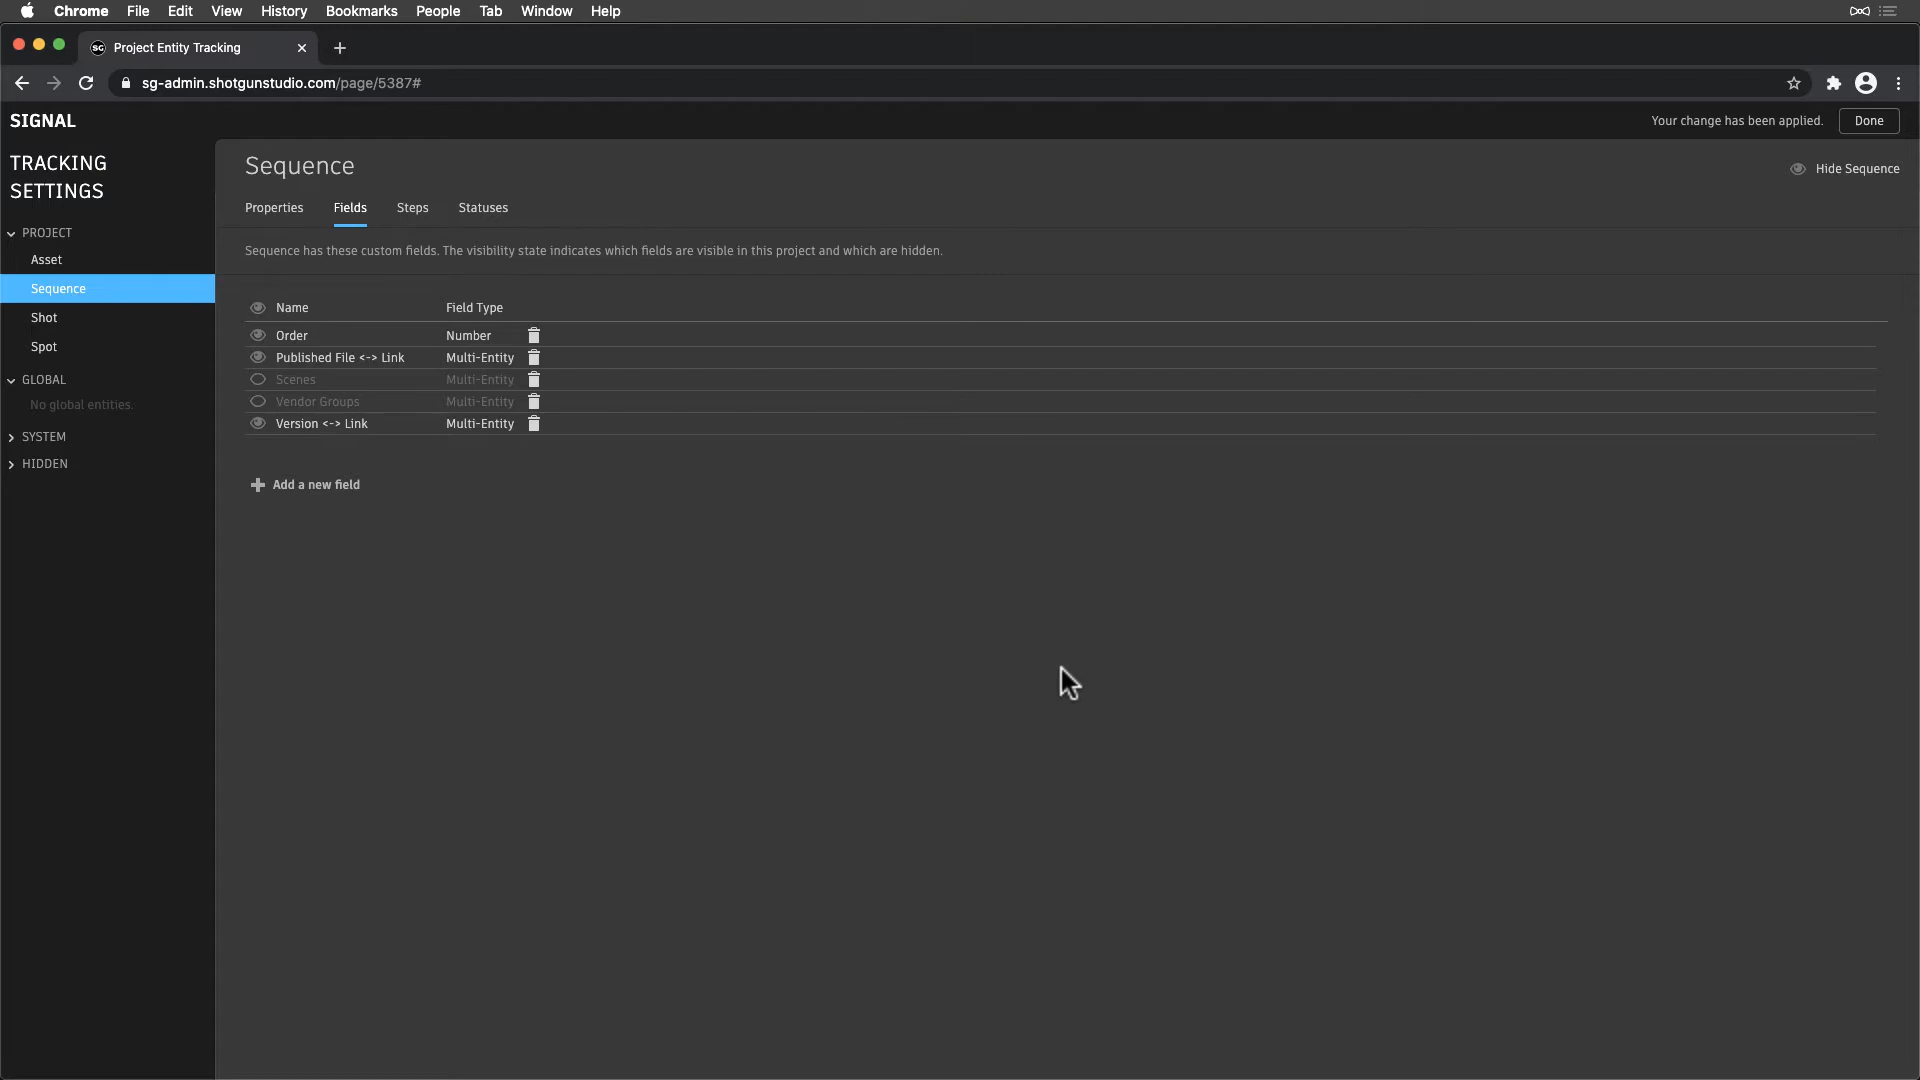 Chrome File Edit View History Bookmarks People Tab Window Help
SG Project Entity Tracking
sg-admin.shotgunstudio.com/page/5387#
SIGNAL
Your change has been applied.
Done
TRACKING
SETTINGS
PROJECT
Asset
Sequence
Shot
Spot
GLOBAL
No global entities.
SYSTEM
HIDDEN
Sequence
Hide Sequence
Properties Fields Steps Statuses
Sequence has these custom fields. The visibility state indicates which fields are visible in this project and which are hidden.
Name Field Type
Order Number
Published File <-> Link Multi-Entity
Scenes Multi-Entity
Vendor Groups Multi-Entity
Version <-> Link Multi-Entity
Add a new field